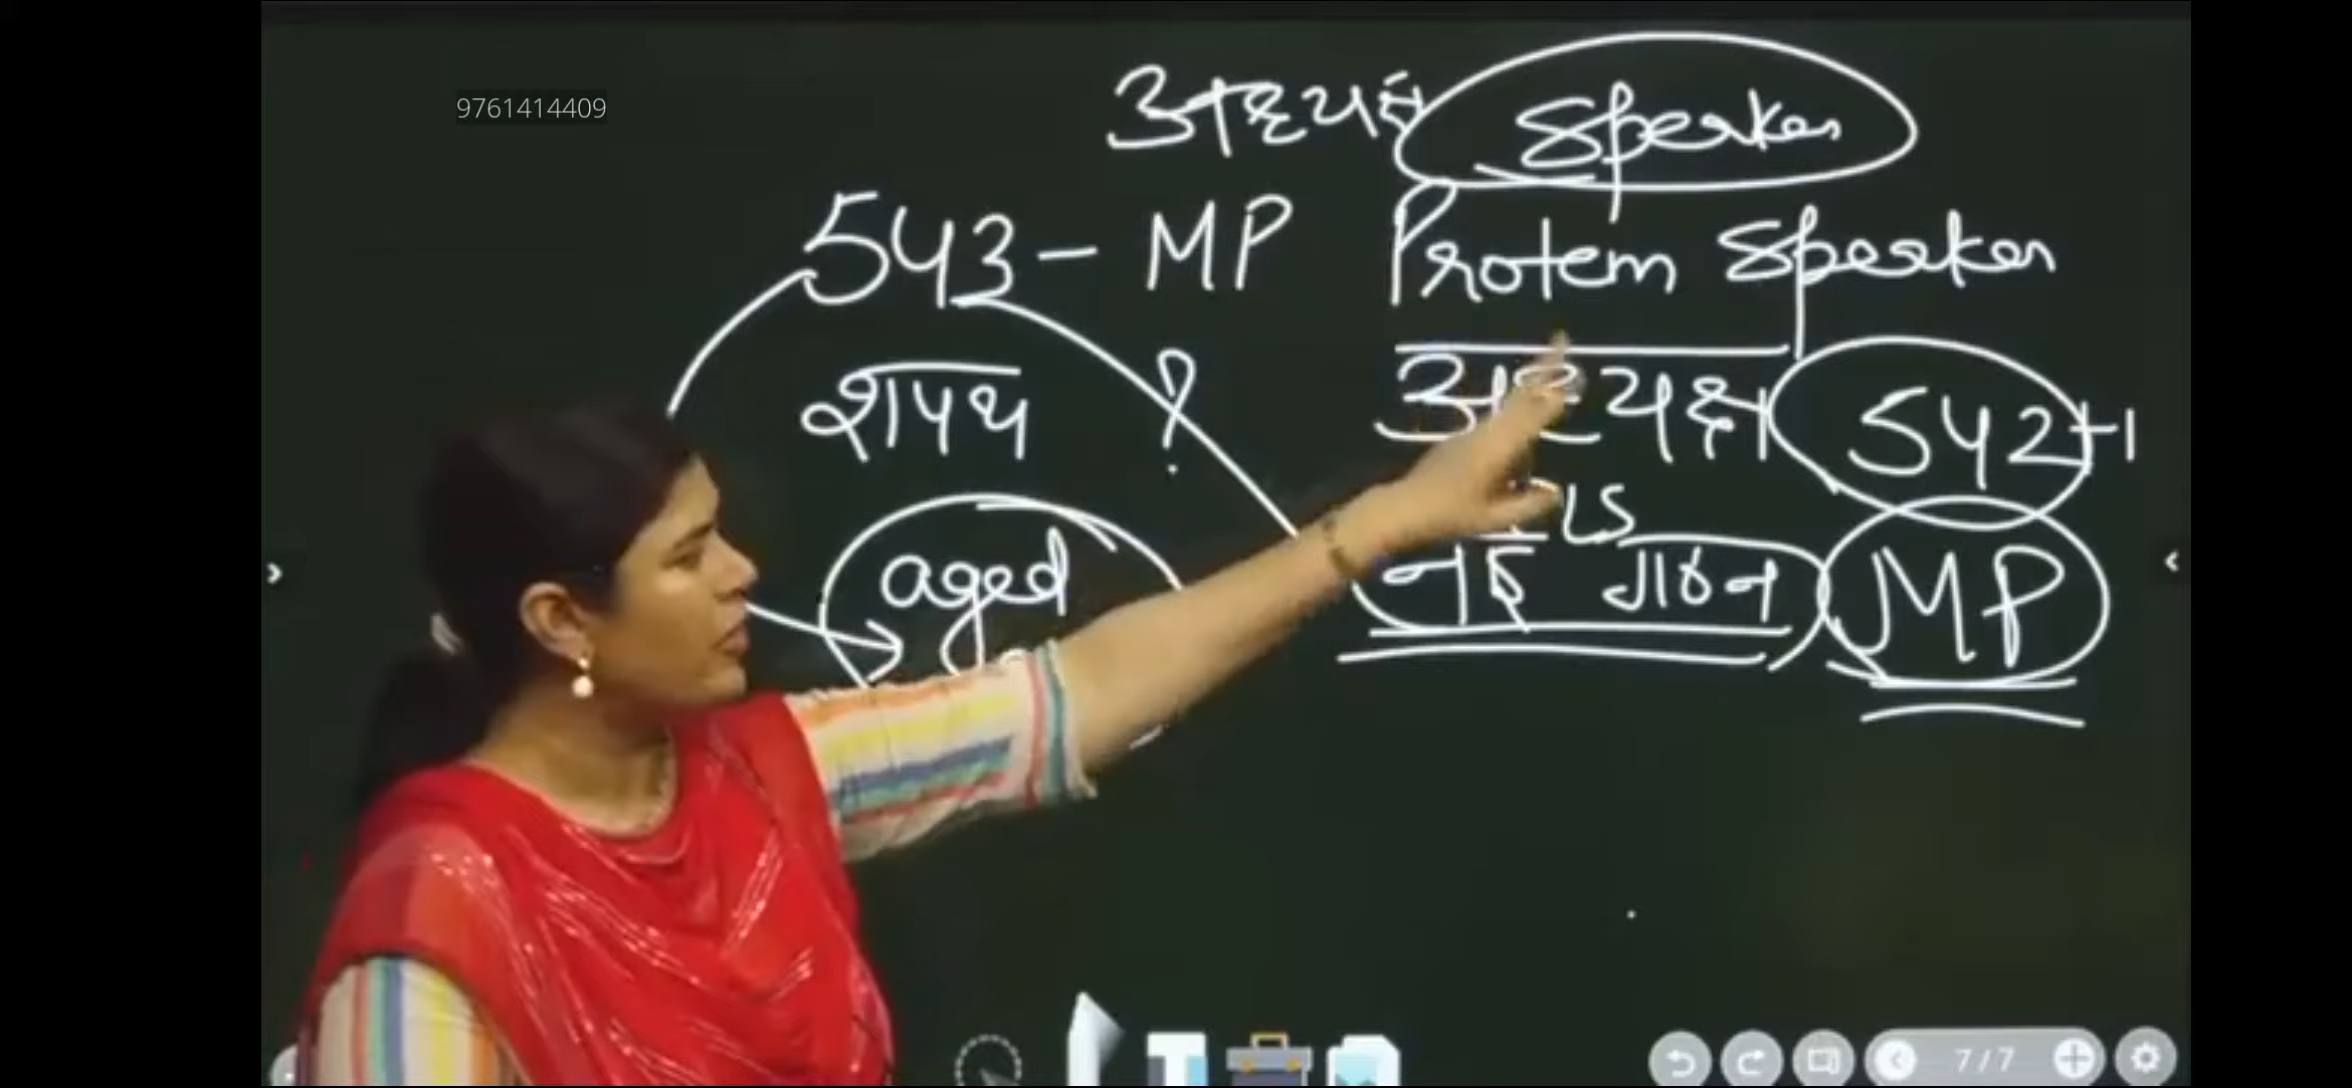 9761414409
अध्यक्ष Speaker
543 - MP
Protem Speaker
शपथ ?
अध्यक्ष 542+1
LS
aged
नई गठन MP
7/7